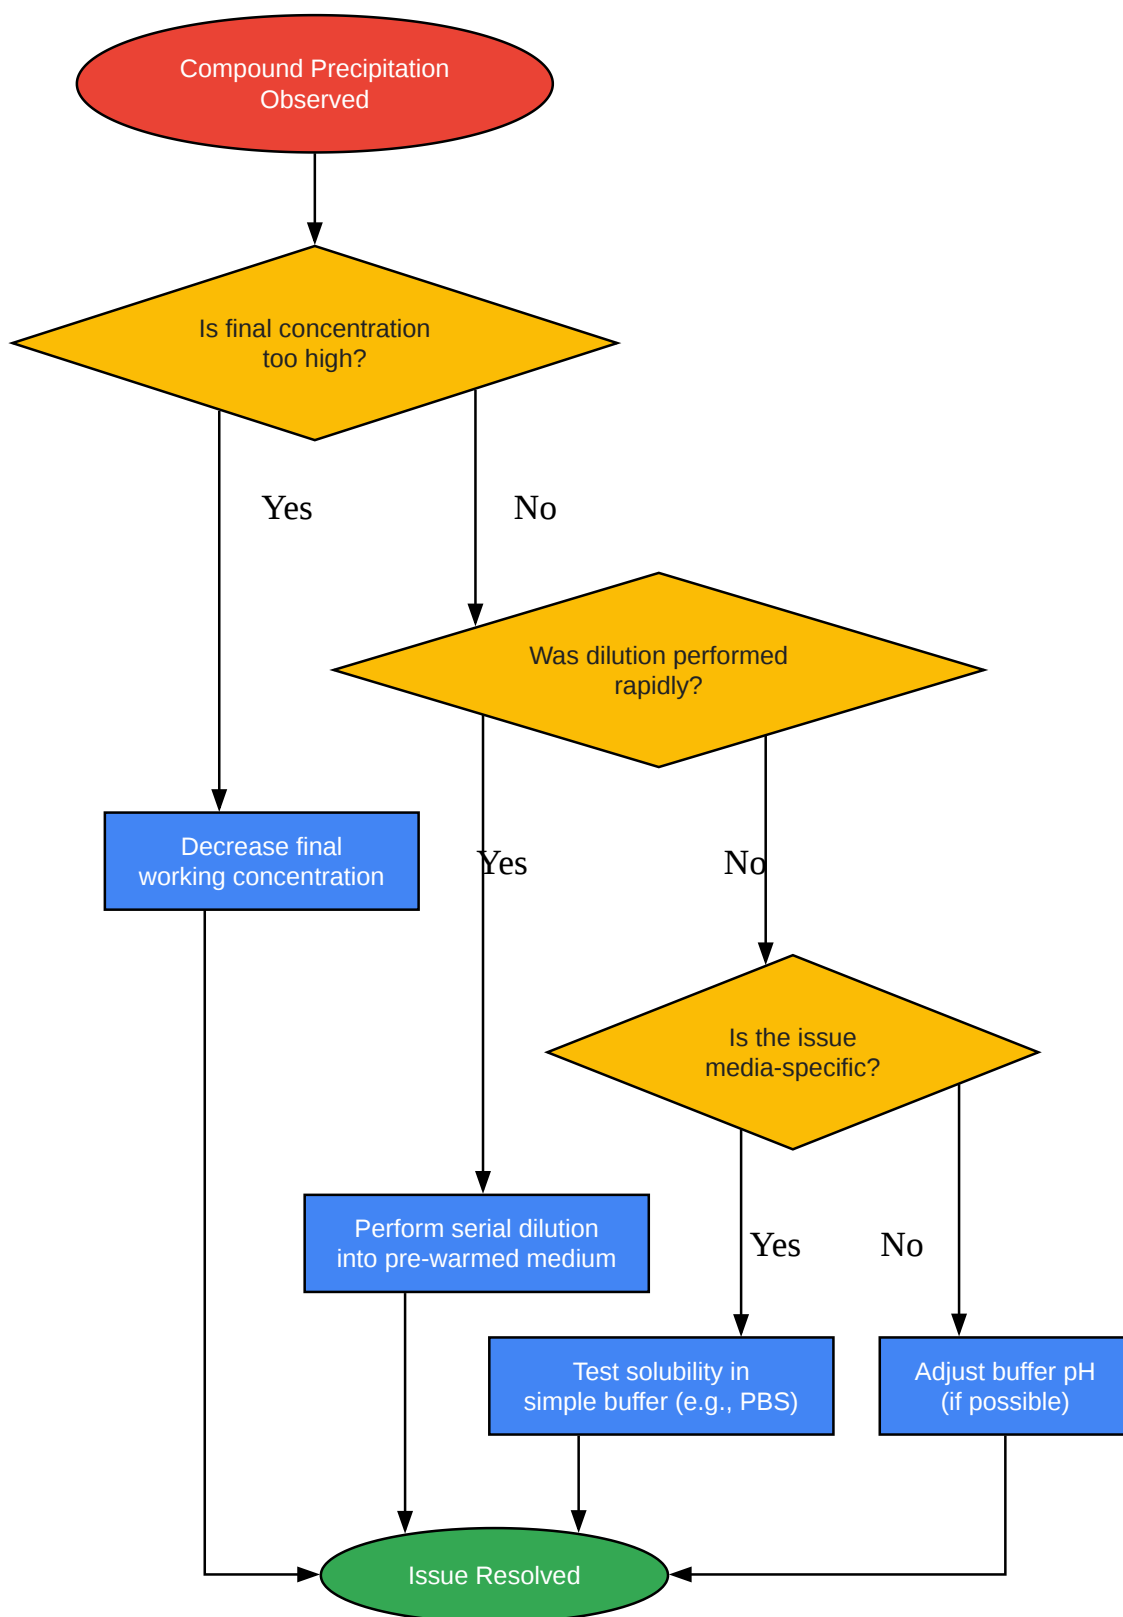 Compound Precipitation
Observed
Is final concentration
too high?
Yes
No
Was dilution performed
rapidly?
Decrease final
working concentration
Yes
No
Is the issue
media-specific?
Perform serial dilution
into pre-warmed medium
Yes
No
Test solubility in
simple buffer (e.g., PBS)
Adjust buffer pH
(if possible)
Issue Resolved